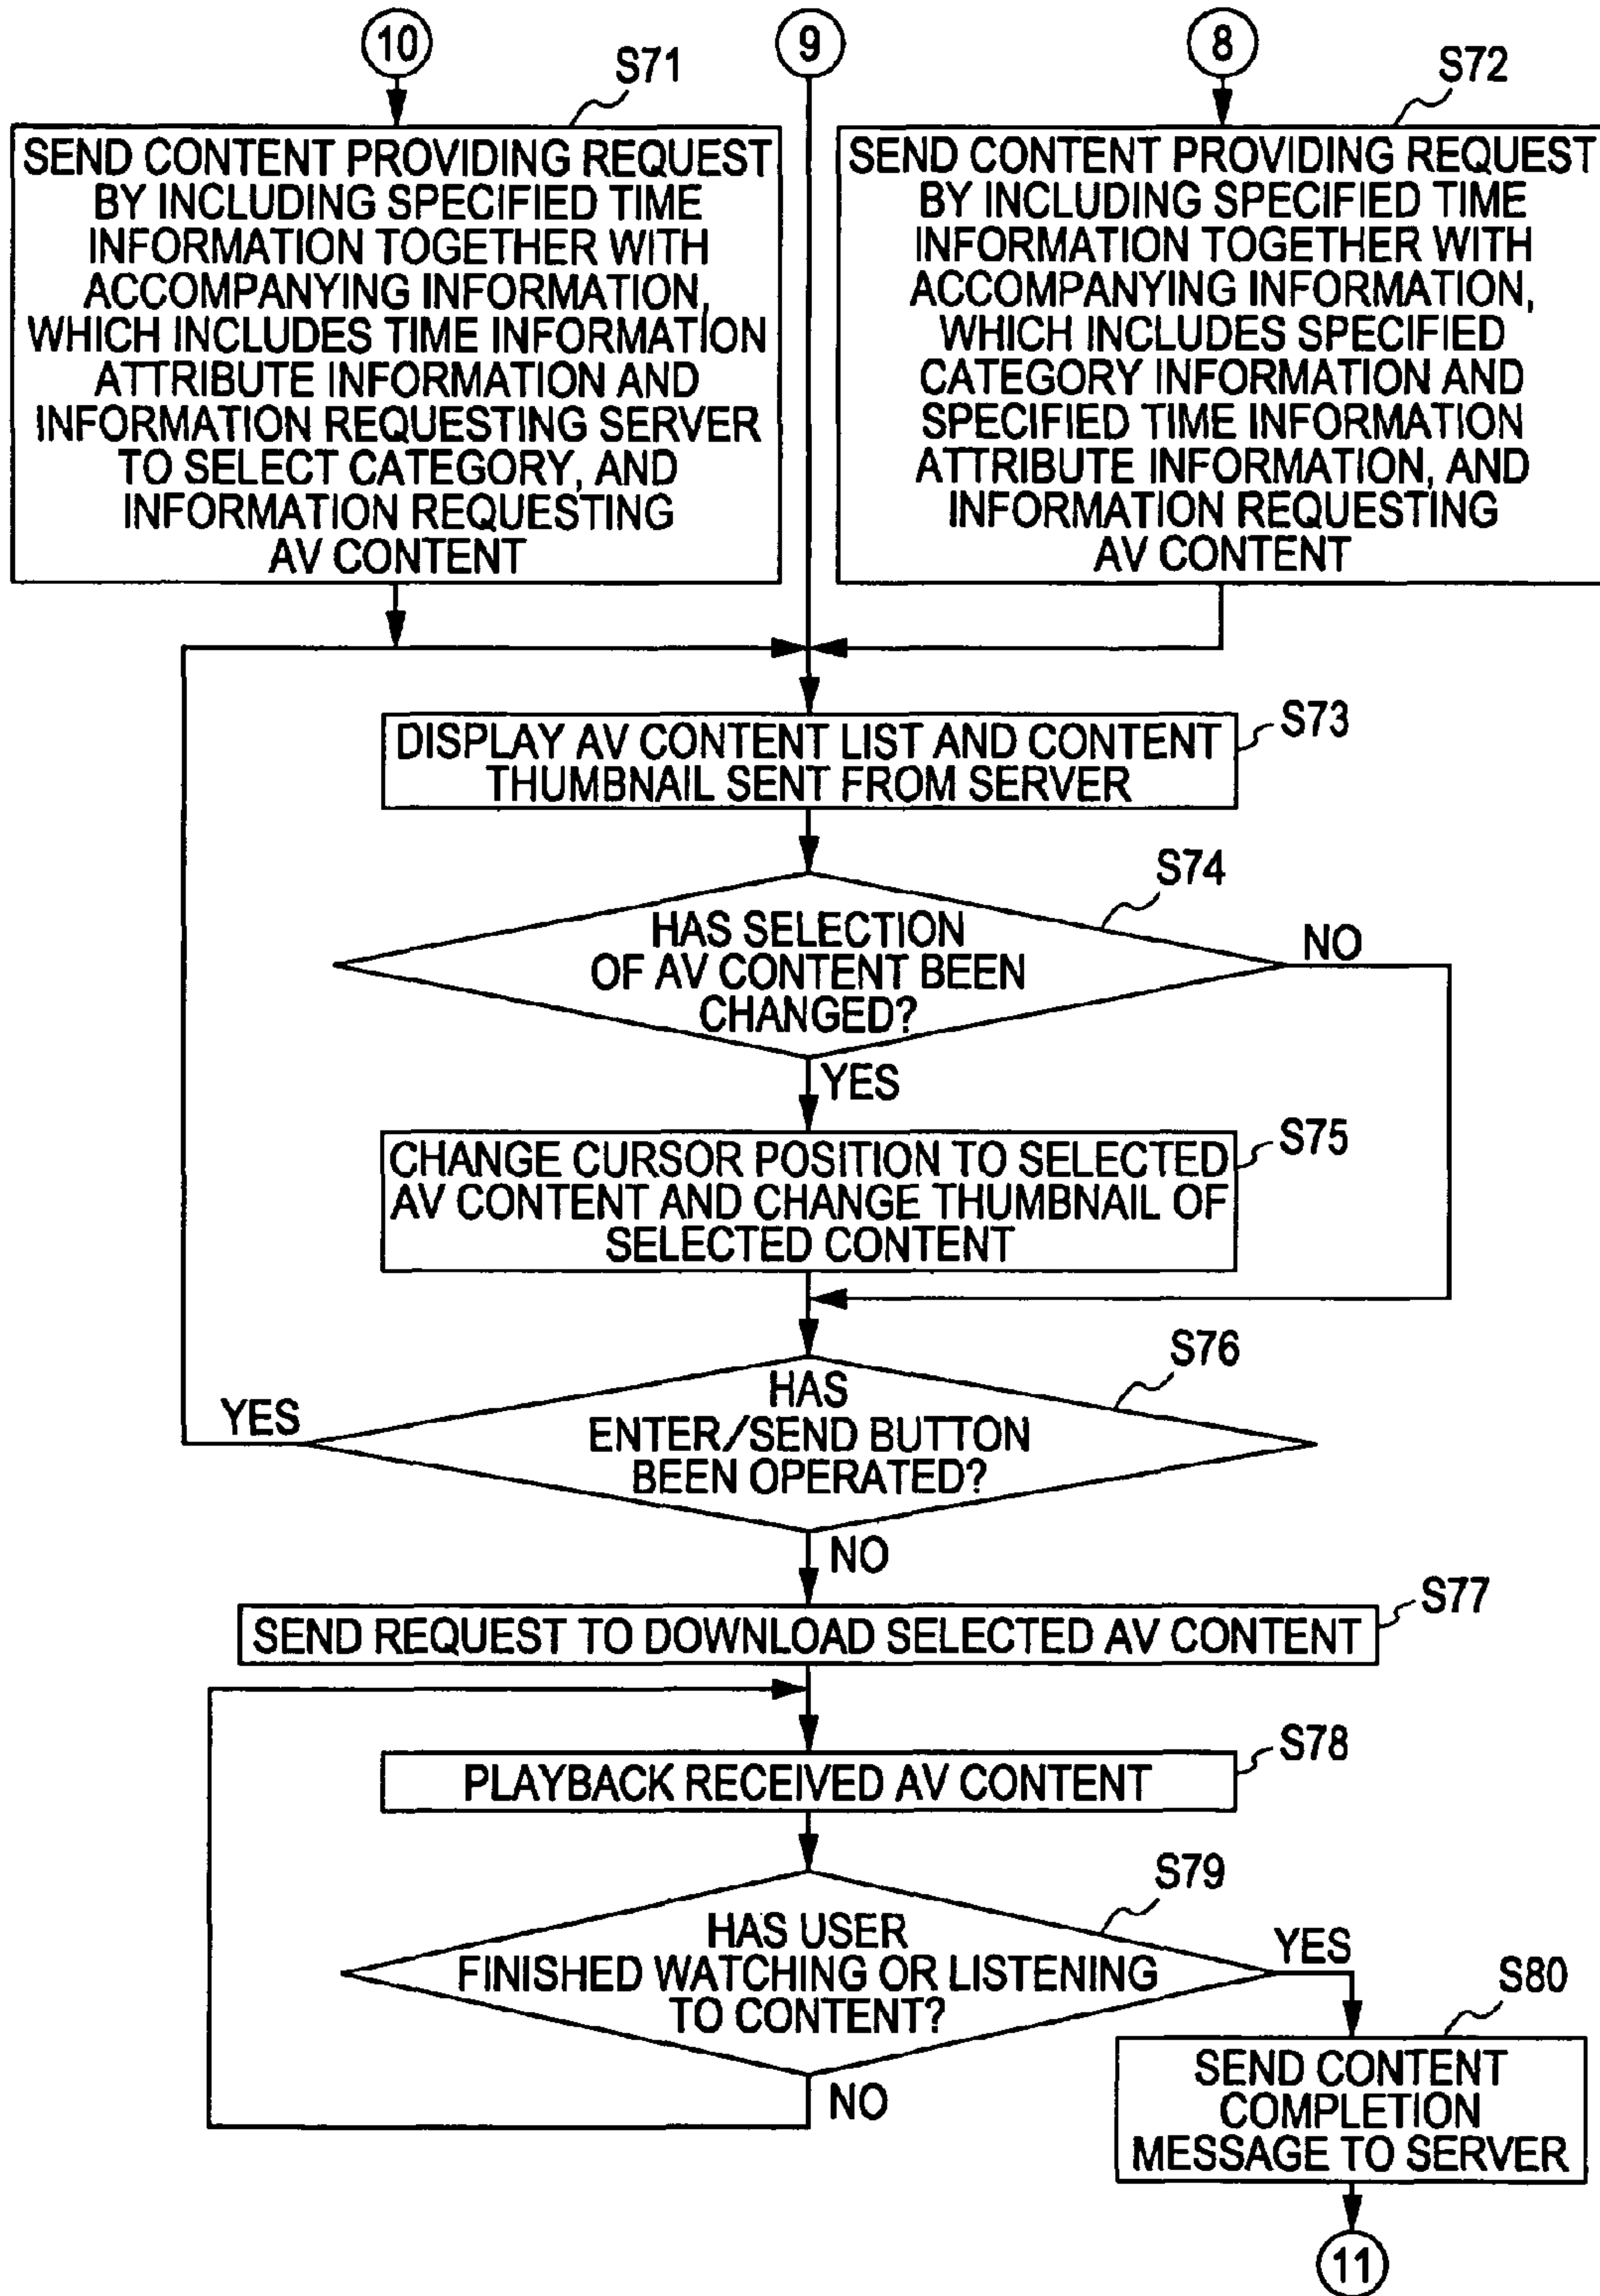 10
9
8
S71
S72
SEND CONTENT PROVIDING REQUEST
BY INCLUDING SPECIFIED TIME
INFORMATION TOGETHER WITH
ACCOMPANYING INFORMATION,
WHICH INCLUDES TIME INFORMATION
ATTRIBUTE INFORMATION AND
INFORMATION REQUESTING SERVER
TO SELECT CATEGORY, AND
INFORMATION REQUESTING
AV CONTENT
SEND CONTENT PROVIDING REQUEST
BY INCLUDING SPECIFIED TIME
INFORMATION TOGETHER WITH
ACCOMPANYING INFORMATION,
WHICH INCLUDES SPECIFIED
CATEGORY INFORMATION AND
SPECIFIED TIME INFORMATION
ATTRIBUTE INFORMATION, AND
INFORMATION REQUESTING
AV CONTENT
S73
DISPLAY AV CONTENT LIST AND CONTENT
THUMBNAIL SENT FROM SERVER
S74
HAS SELECTION
OF AV CONTENT BEEN
CHANGED?
NO
YES
S75
CHANGE CURSOR POSITION TO SELECTED
AV CONTENT AND CHANGE THUMBNAIL OF
SELECTED CONTENT
S76
HAS
ENTER/SEND BUTTON
BEEN OPERATED?
YES
NO
S77
SEND REQUEST TO DOWNLOAD SELECTED AV CONTENT
S78
PLAYBACK RECEIVED AV CONTENT
S79
HAS USER
FINISHED WATCHING OR LISTENING
TO CONTENT?
YES
NO
S80
SEND CONTENT
COMPLETION
MESSAGE TO SERVER
11